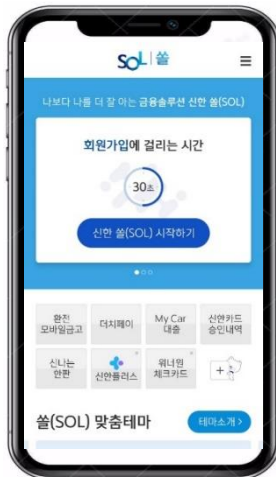 SOL 쏠
나보다 나를 더 잘 아는 금융솔루션 신한 쏠(SOL)
회원가입에 걸리는 시간
30초
신한 쏠(SOL) 시작하기
환전
모바일금고
더치페이
My Car
대출
신한카드
승인내역
신나는
한판
신한플러스
워너원
체크카드
+
쏠(SOL) 맞춤테마
테마소개 >